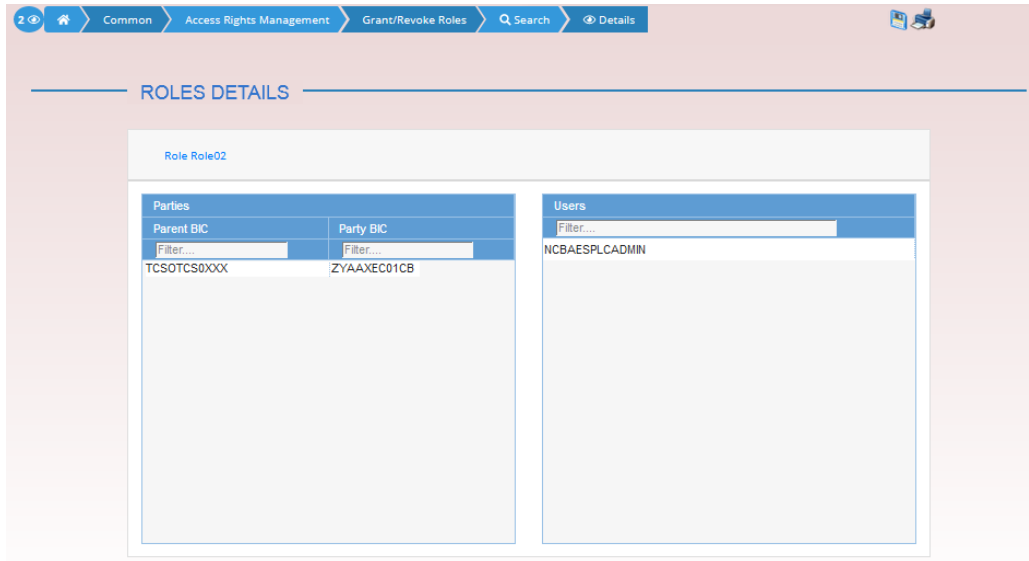 2 Common Access Rights Management Grant/Revoke Roles Search Details
ROLES DETAILS
Role Role02
Parties
Parent BIC Party BIC
Filter.... Filter....
TCSOTCS0XXX ZYAAXEC01CB
Users
Filter....
NCBAESPLCADMIN